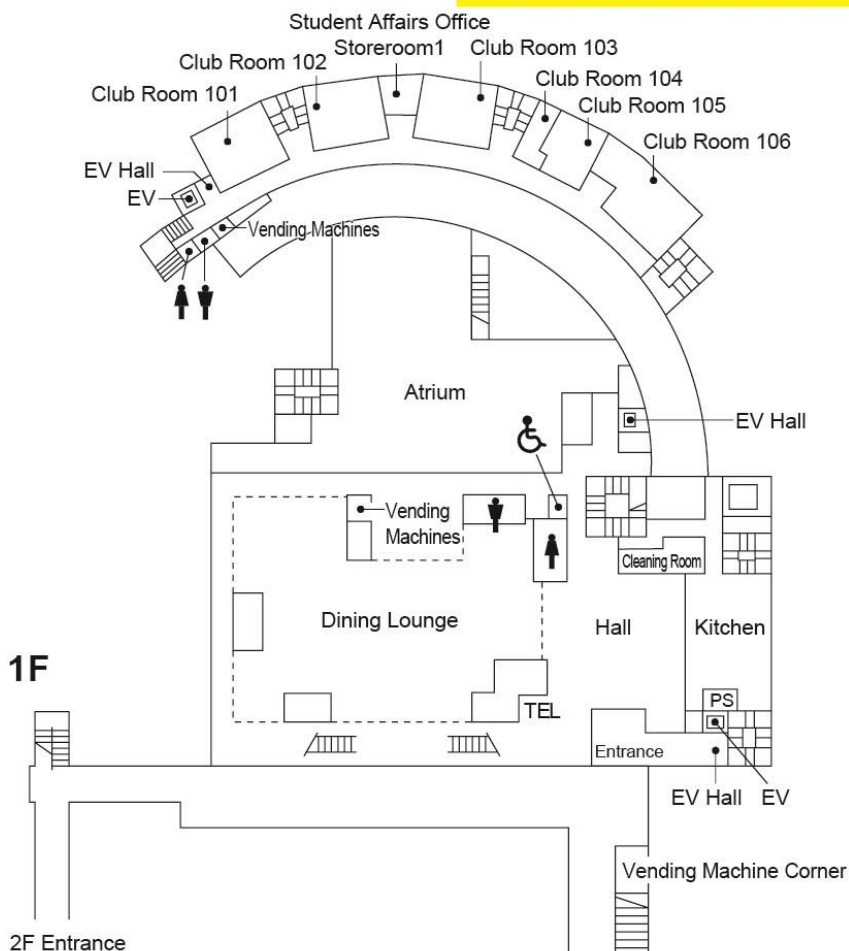 Student Affairs Office
Storeroom1
Club Room 103
Club Room 102
Club Room 104
Club Room 101
Club Room 105
Club Room 106
EV Hall
EV
Vending Machines
Atrium
EV Hall
Vending
Machines
Cleaning Room
Dining Lounge
Hall
Kitchen
1F
PS
TEL
Entrance
EV Hall
EV
Vending Machine Corner
2F Entrance